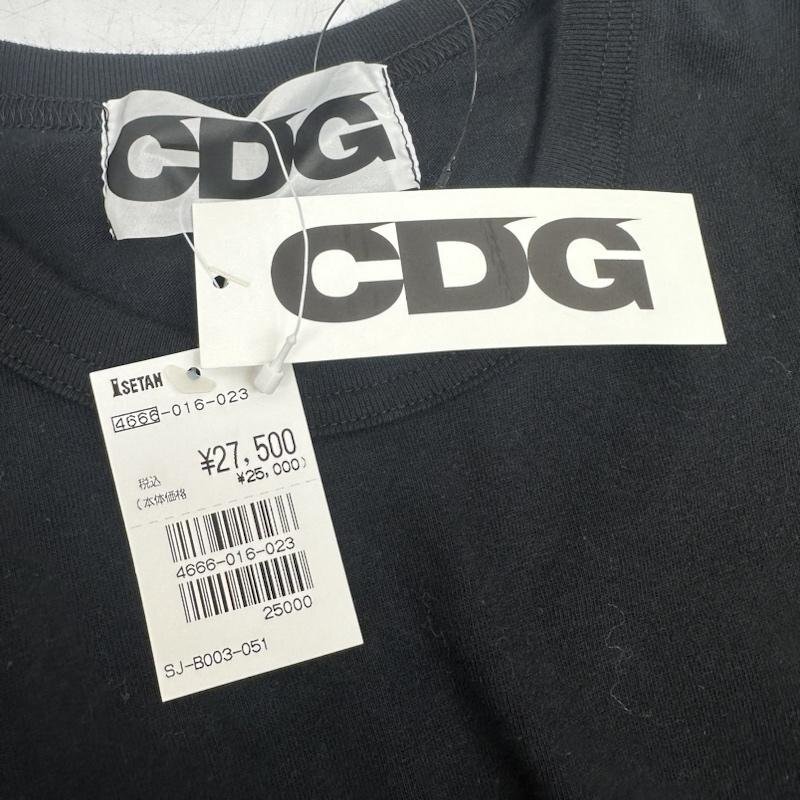 CDG
CDG
ISETAN
4666-016-023
¥27,500
税込
¥25,000)
(本体価格
4666-016-023
25000
SJ-B003-051